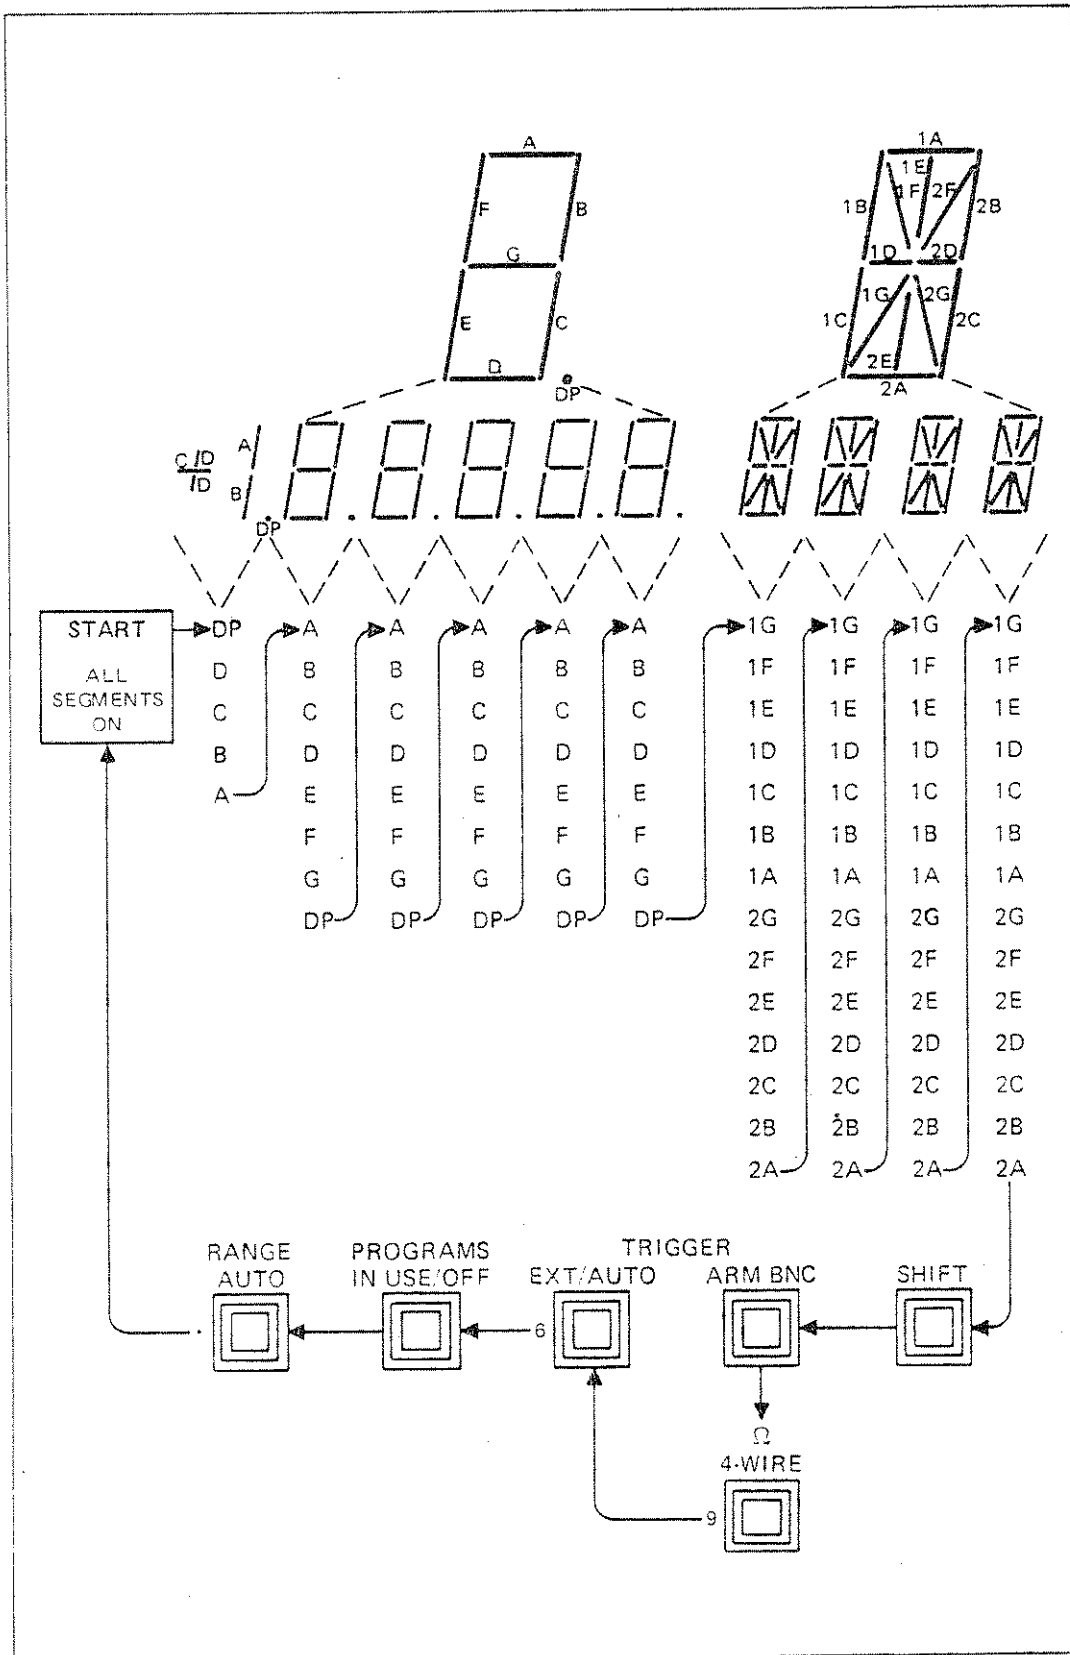 A
F B
G
E C
D
DP
1A
1E
1F 2F
1B 2B
1D 2D
1G 2G
1C 2C
2E
2A
C D A
D B
DP
START
ALL
SEGMENTS
ON
DP A A A A A 1G 1G 1G 1G
D B B B B B 1F 1F 1F 1F
C C C C C C 1E 1E 1E 1E
B D D D D D 1D 1D 1D 1D
A E E E E E 1C 1C 1C 1C
F F F F F 1B 1B 1B 1B
G G G G G 1A 1A 1A 1A
DP DP DP DP DP 2G 2G 2G 2G
2F 2F 2F 2F
2E 2E 2E 2E
2D 2D 2D 2D
2C 2C 2C 2C
2B 2B 2B 2B
2A 2A 2A 2A
RANGE
AUTO
PROGRAMS
IN USE/OFF
TRIGGER
EXT/AUTO
ARM BNC
SHIFT
6
Ω
4-WIRE
9